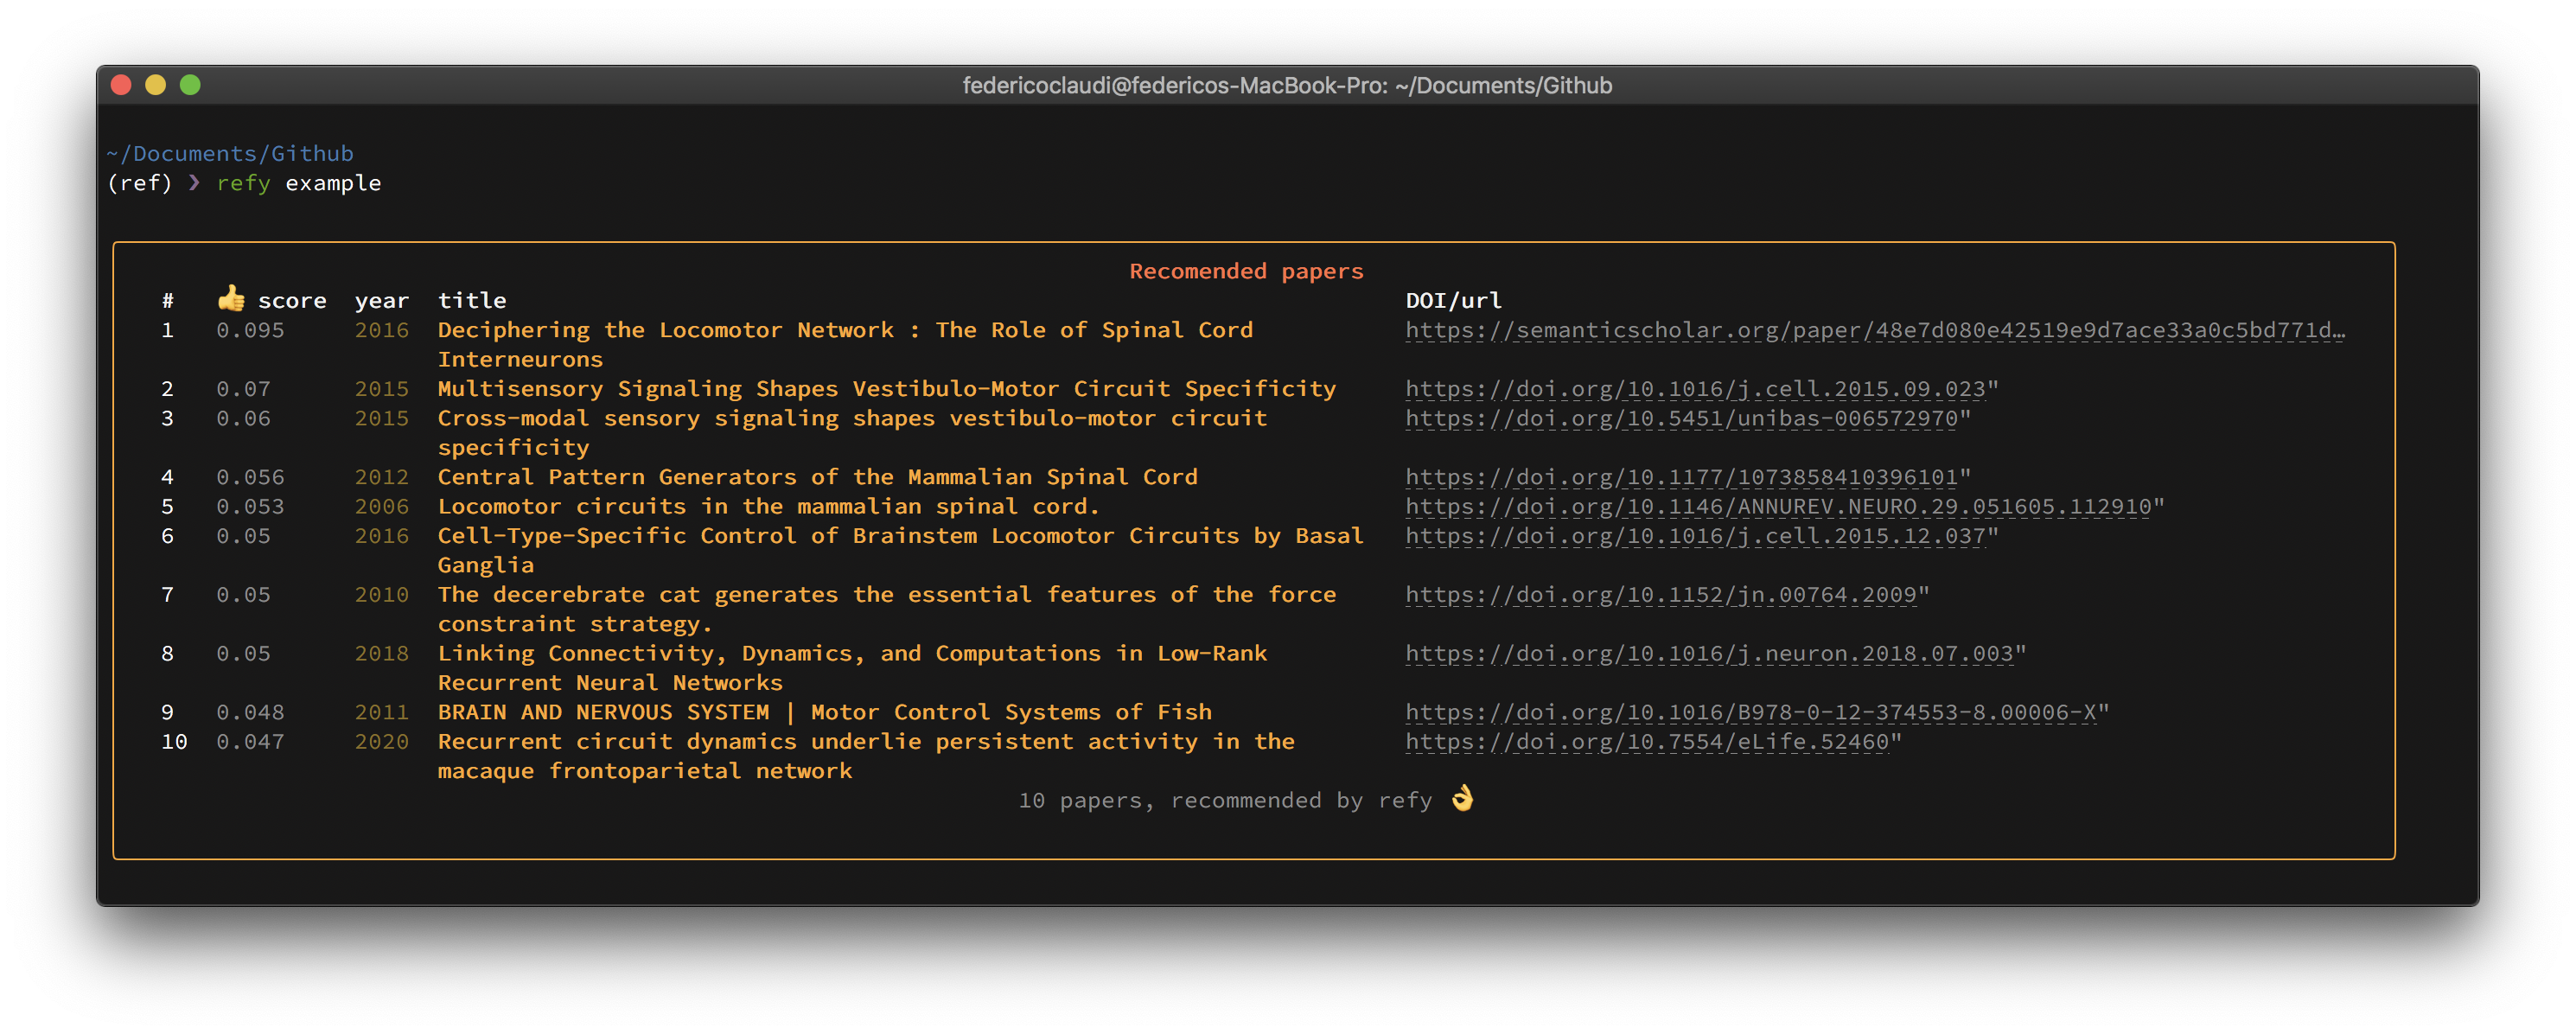 federicoclaudi@federicos-MacBook-Pro: ~/Documents/Github
~/Documents/Github
(ref) ❯ refy example
Recomended papers
# 👍 score year title DOI/url
1 0.095 2016 Deciphering the Locomotor Network : The Role of Spinal Cord https://semanticscholar.org/paper/48e7d080e42519e9d7ace33a0c5bd771d…
Interneurons
2 0.07 2015 Multisensory Signaling Shapes Vestibulo-Motor Circuit Specificity https://doi.org/10.1016/j.cell.2015.09.023"
3 0.06 2015 Cross-modal sensory signaling shapes vestibulo-motor circuit https://doi.org/10.5451/unibas-006572970"
specificity
4 0.056 2012 Central Pattern Generators of the Mammalian Spinal Cord https://doi.org/10.1177/1073858410396101"
5 0.053 2006 Locomotor circuits in the mammalian spinal cord. https://doi.org/10.1146/ANNUREV.NEURO.29.051605.112910"
6 0.05 2016 Cell-Type-Specific Control of Brainstem Locomotor Circuits by Basal https://doi.org/10.1016/j.cell.2015.12.037"
Ganglia
7 0.05 2010 The decerebrate cat generates the essential features of the force https://doi.org/10.1152/jn.00764.2009"
constraint strategy.
8 0.05 2018 Linking Connectivity, Dynamics, and Computations in Low-Rank https://doi.org/10.1016/j.neuron.2018.07.003"
Recurrent Neural Networks
9 0.048 2011 BRAIN AND NERVOUS SYSTEM | Motor Control Systems of Fish https://doi.org/10.1016/B978-0-12-374553-8.00006-X"
10 0.047 2020 Recurrent circuit dynamics underlie persistent activity in the https://doi.org/10.7554/eLife.52460"
macaque frontoparietal network
10 papers, recommended by refy 👌